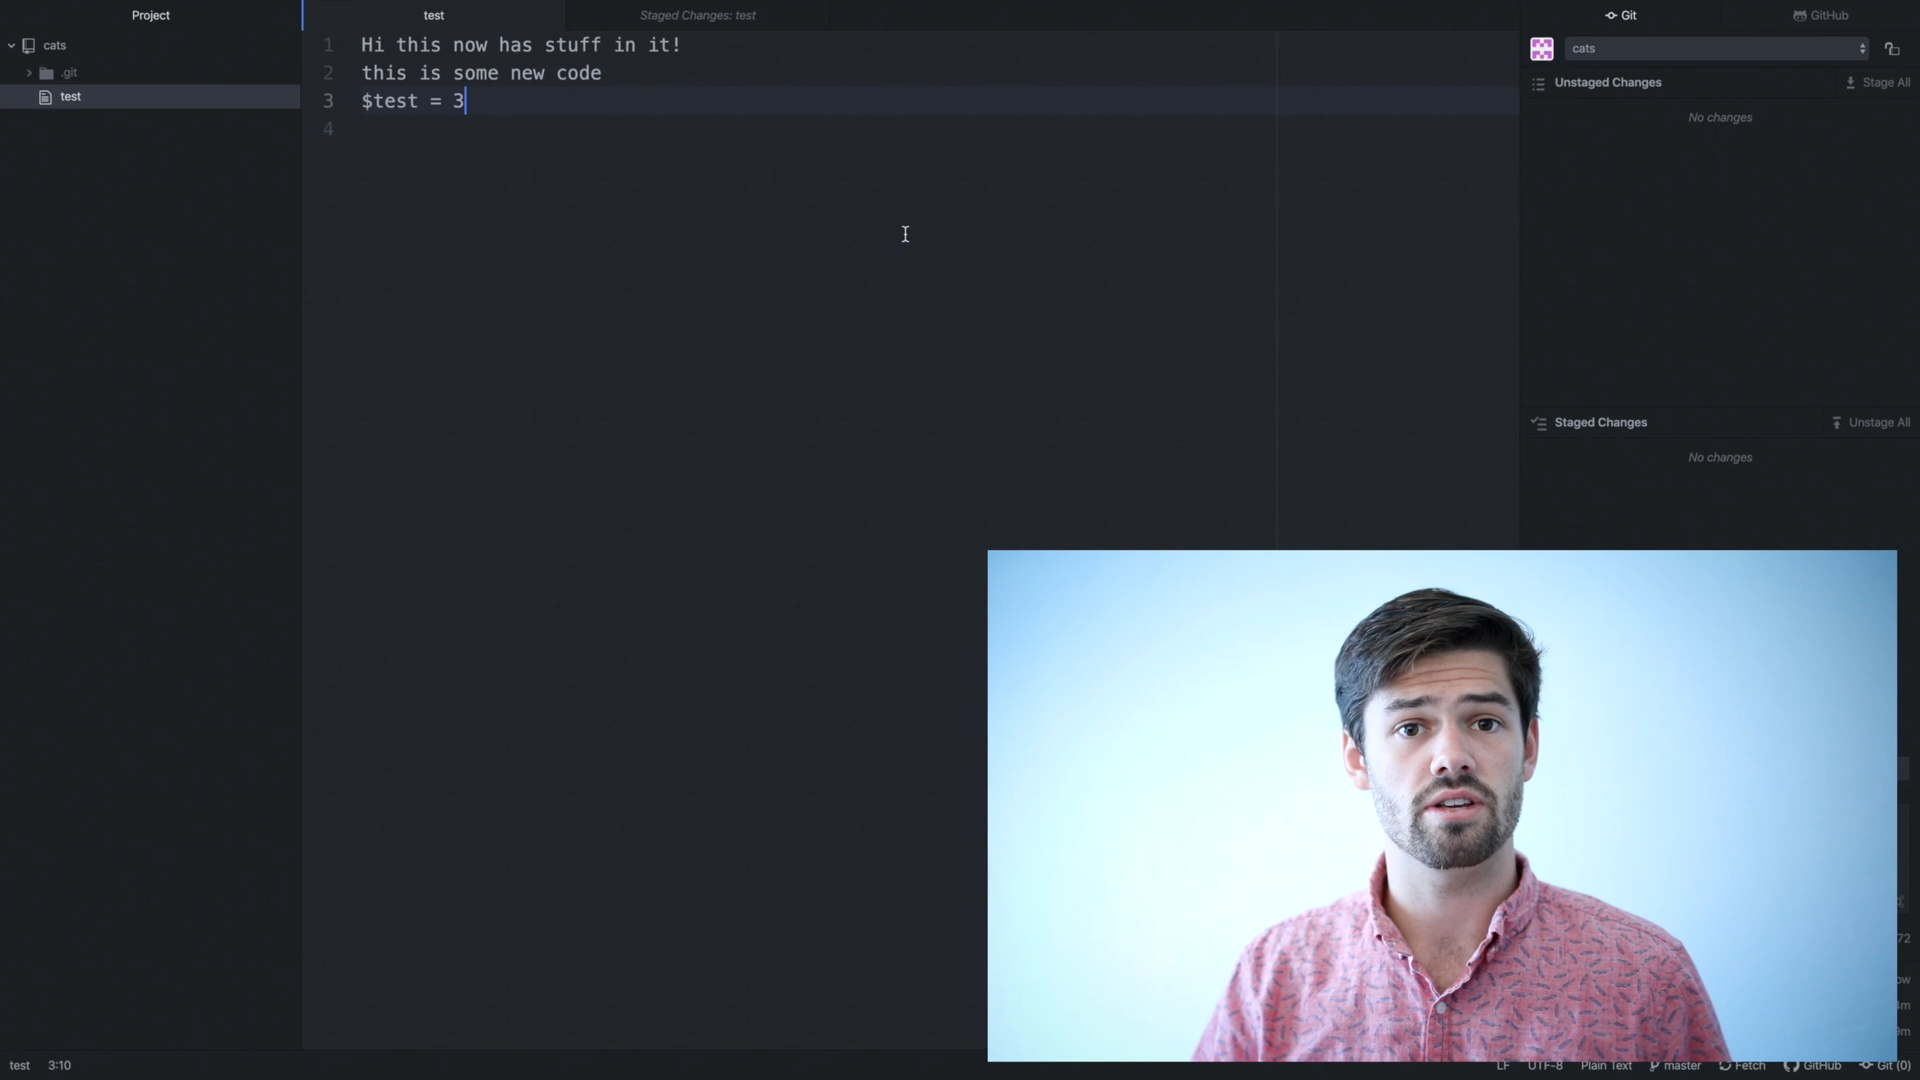 Project
cats
.git
test
test
Staged Changes: test
1 Hi this now has stuff in it!
2 this is some new code
3 $test = 3
4
Git
GitHub
cats
Unstaged Changes
Stage All
No changes
Staged Changes
Unstage All
No changes
72
test 3:10
LF UTF-8 Plain Text master Fetch GitHub Git (0)